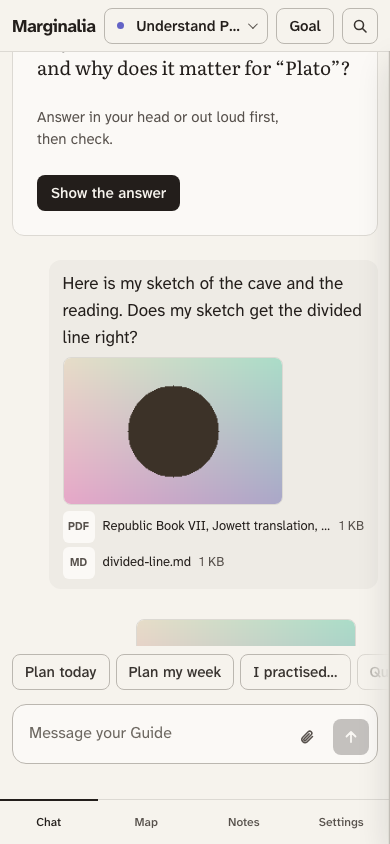 Marginalia
Understand P...
Goal
and why does it matter for “Plato”?
Answer in your head or out loud first,
then check.
Show the answer
Here is my sketch of the cave and the
reading. Does my sketch get the divided
line right?
PDF Republic Book VII, Jowett translation, ... 1 KB
MD divided-line.md 1 KB
Plan today
Plan my week
I practised...
Message your Guide
Chat
Map
Notes
Settings